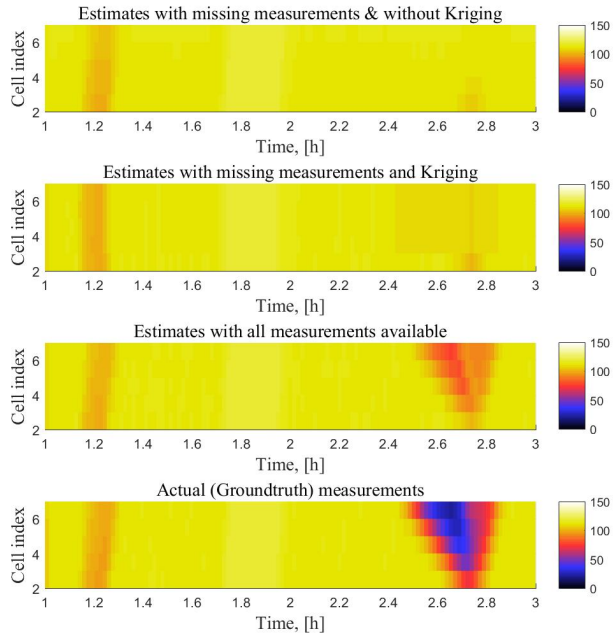 Estimates with missing measurements & without Kriging
Cell index
6
4
2
1 1.2 1.4 1.6 1.8 2 2.2 2.4 2.6 2.8 3
Time, [h]
150
100
50
0
Estimates with missing measurements and Kriging
Cell index
6
4
2
1 1.2 1.4 1.6 1.8 2 2.2 2.4 2.6 2.8 3
Time, [h]
150
100
50
0
Estimates with all measurements available
Cell index
6
4
2
1 1.2 1.4 1.6 1.8 2 2.2 2.4 2.6 2.8 3
Time, [h]
150
100
50
0
Actual (Groundtruth) measurements
Cell index
6
4
2
1 1.2 1.4 1.6 1.8 2 2.2 2.4 2.6 2.8 3
Time, [h]
150
100
50
0